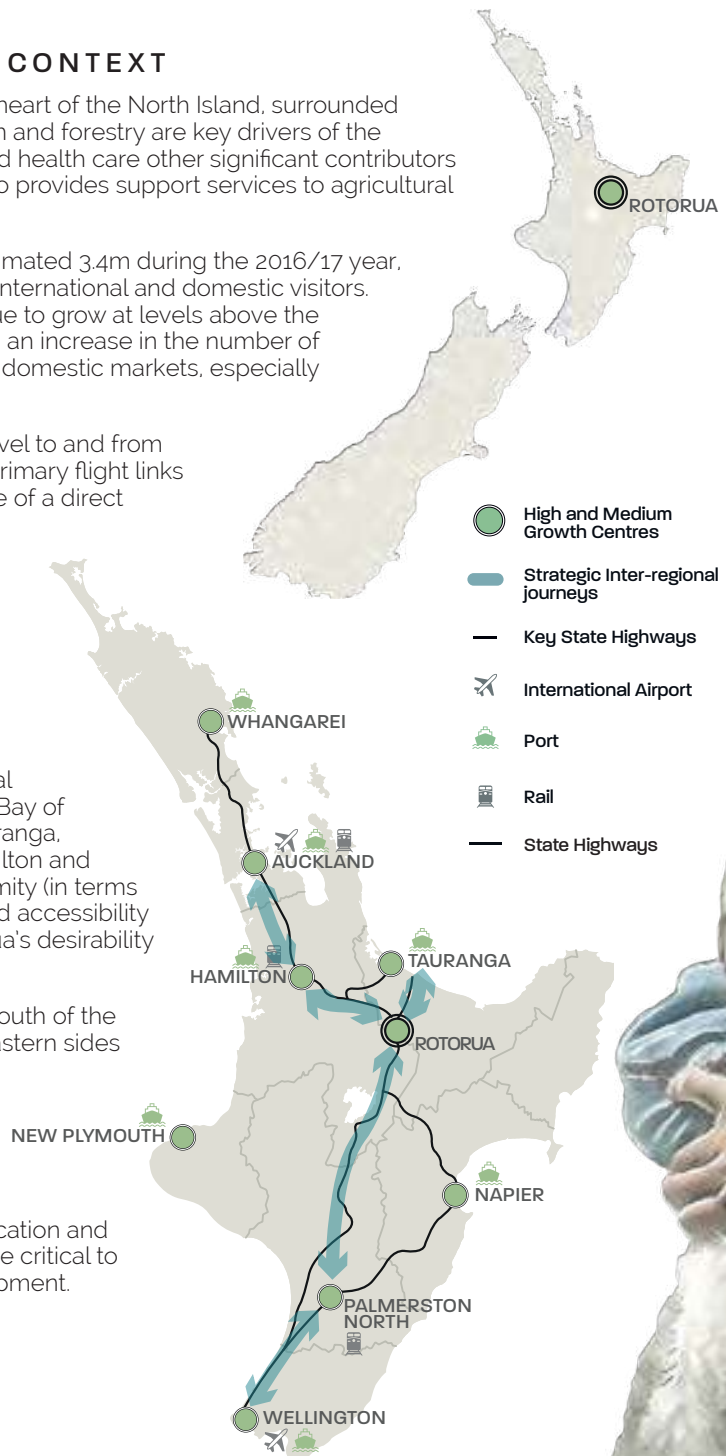 CONTEXT
heart of the North Island, surrounded
n and forestry are key drivers of the
d health care other significant contributors
o provides support services to agricultural
mated 3.4m during the 2016/17 year,
nternational and domestic visitors.
ue to grow at levels above the
an increase in the number of
domestic markets, especially
vel to and from
rimary flight links
e of a direct
ROTORUA
High and Medium
Growth Centres
Strategic Inter-regional
journeys
Key State Highways
International Airport
Port
Rail
State Highways
al
Bay of
ranga,
ilton and
mity (in terms
d accessibility
ua's desirability
outh of the
astern sides
cation and
e critical to
opment.
WHANGAREI
AUCKLAND
HAMILTON
TAURANGA
ROTORUA
NEW PLYMOUTH
NAPIER
PALMERSTON
NORTH
WELLINGTON